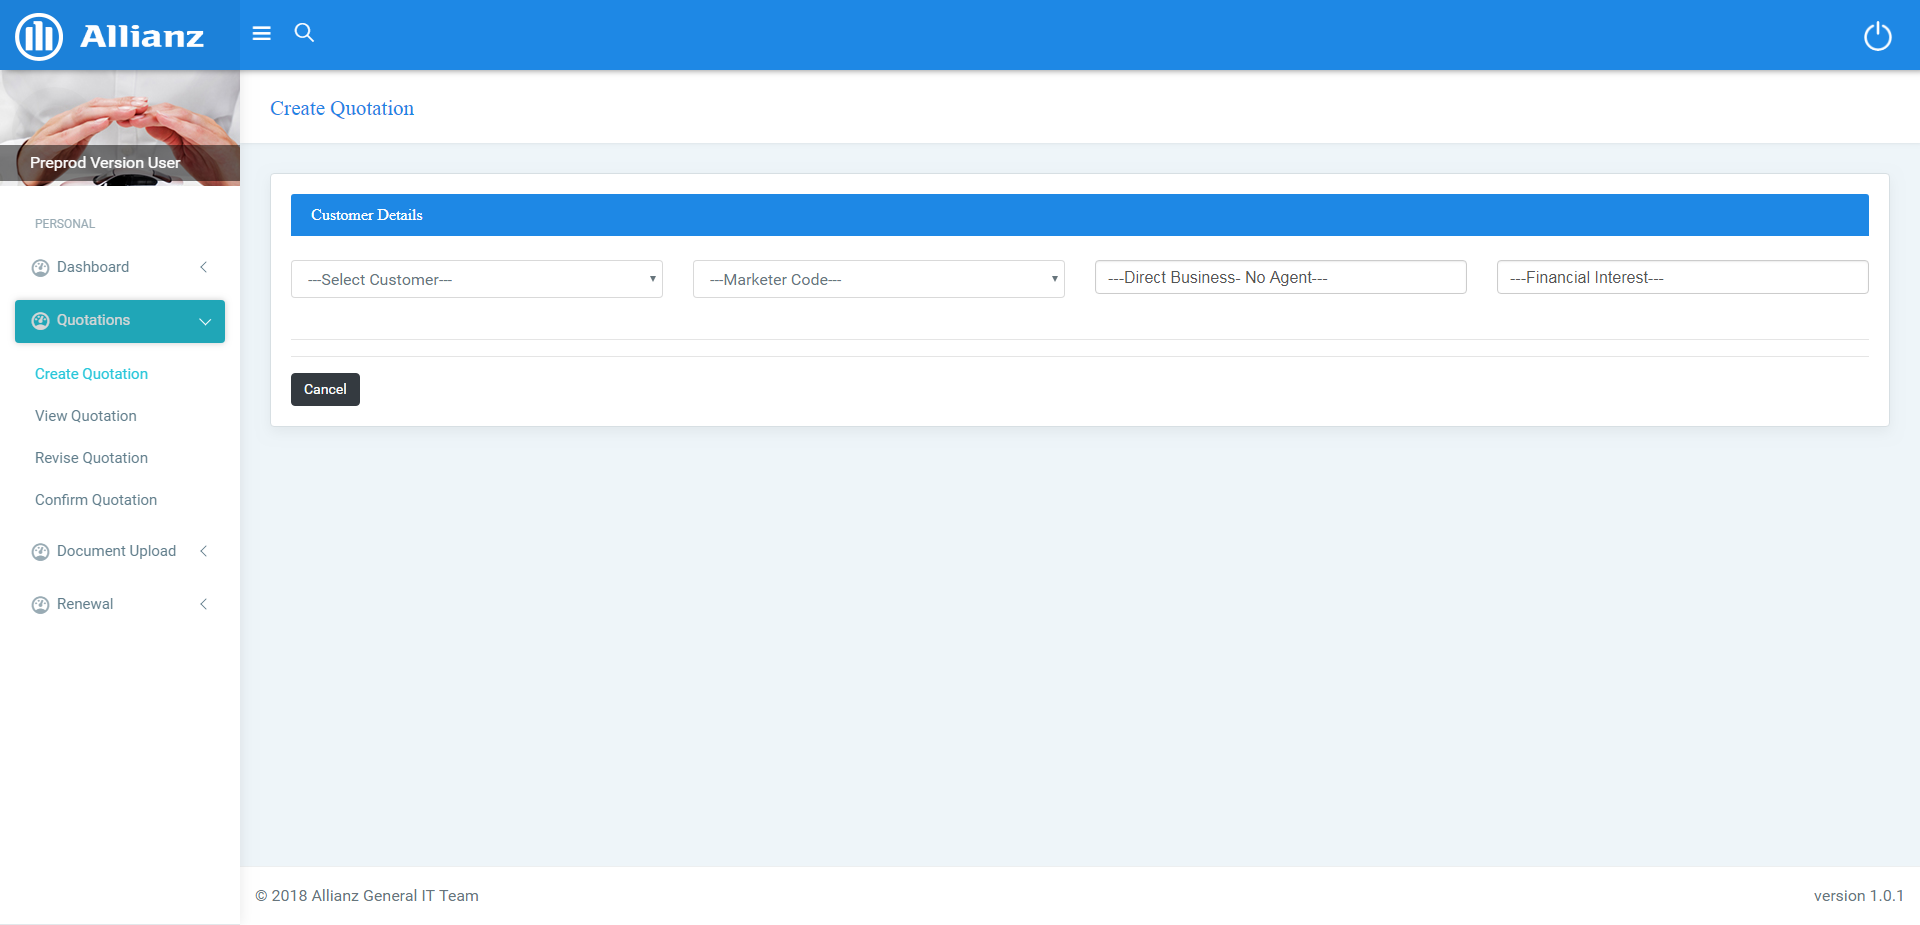 Allianz
Create Quotation
Preprod Version User
PERSONAL
Dashboard
Quotations
Create Quotation
View Quotation
Revise Quotation
Confirm Quotation
Document Upload
Renewal
Customer Details
---Select Customer---
---Marketer Code---
---Direct Business- No Agent---
---Financial Interest---
Cancel
© 2018 Allianz General IT Team
version 1.0.1